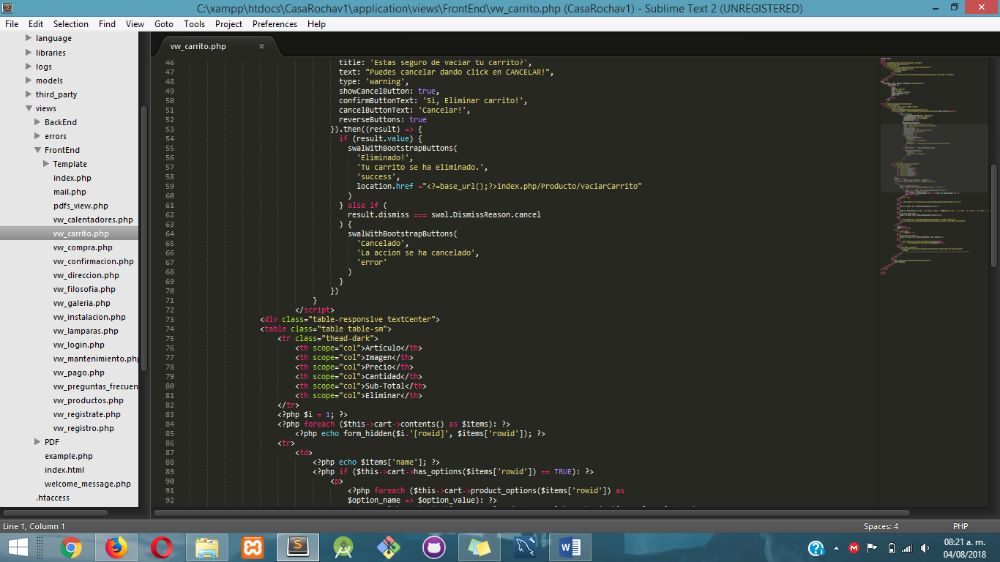 C:\xampp\htdocs\CasaRochav1\application\views\FrontEnd\vw_carrito.php (CasaRochav1) - Sublime Text 2 (UNREGISTERED)
File Edit Selection Find View Goto Tools Project Preferences Help
language
libraries
logs
models
third_party
views
BackEnd
errors
FrontEnd
Template
index.php
mail.php
pdfs_view.php
vw_calentadores.php
vw_carrito.php
vw_compra.php
vw_confirmacion.php
vw_direccion.php
vw_filosofia.php
vw_galeria.php
vw_instalacion.php
vw_lamparas.php
vw_login.php
vw_mantenimiento.php
vw_pago.php
vw_preguntas_frecuen
vw_productos.php
vw_registrate.php
vw_registro.php
PDF
example.php
index.html
welcome_message.php
.htaccess
vw_carrito.php ×
46 title: 'Estas seguro de vaciar tu carrito?',
47 text: "Puedes cancelar dando click en CANCELAR!",
48 type: 'warning',
49 showCancelButton: true,
50 confirmButtonText: 'Si, Eliminar carrito!',
51 cancelButtonText: 'Cancelar!',
52 reverseButtons: true
53 }).then((result) => {
54 if (result.value) {
55 swalWithBootstrapButtons(
56 'Eliminado!',
57 'Tu carrito se ha eliminado.',
58 'success',
59 location.href ="<?=base_url();?>index.php/Producto/vaciarCarrito"
60 )
61 } else if (
62 result.dismiss === swal.DismissReason.cancel
63 ) {
64 swalWithBootstrapButtons(
65 'Cancelado',
66 'La accion se ha cancelado',
67 'error'
68 )
69 }
70 })
71 }
72 </script>
73 <div class="table-responsive textCenter">
74 <table class="table table-sm">
75 <tr class="thead-dark">
76 <th scope="col">Artículo</th>
77 <th scope="col">Imagen</th>
78 <th scope="col">Precio</th>
79 <th scope="col">Cantidad</th>
80 <th scope="col">Sub-Total</th>
81 <th scope="col">Eliminar</th>
82 </tr>
83 <?php $i = 1; ?>
84 <?php foreach ($this->cart->contents() as $items): ?>
85 <?php echo form_hidden($i.'[rowid]', $items['rowid']); ?>
86 <tr>
87 <td>
88 <?php echo $items['name']; ?>
89 <?php if ($this->cart->has_options($items['rowid']) == TRUE): ?>
90 <p>
91 <?php foreach ($this->cart->product_options($items['rowid']) as
92 $option_name => $option_value): ?>
Line 1, Column 1 Spaces: 4 PHP
08:21 a. m.
04/08/2018